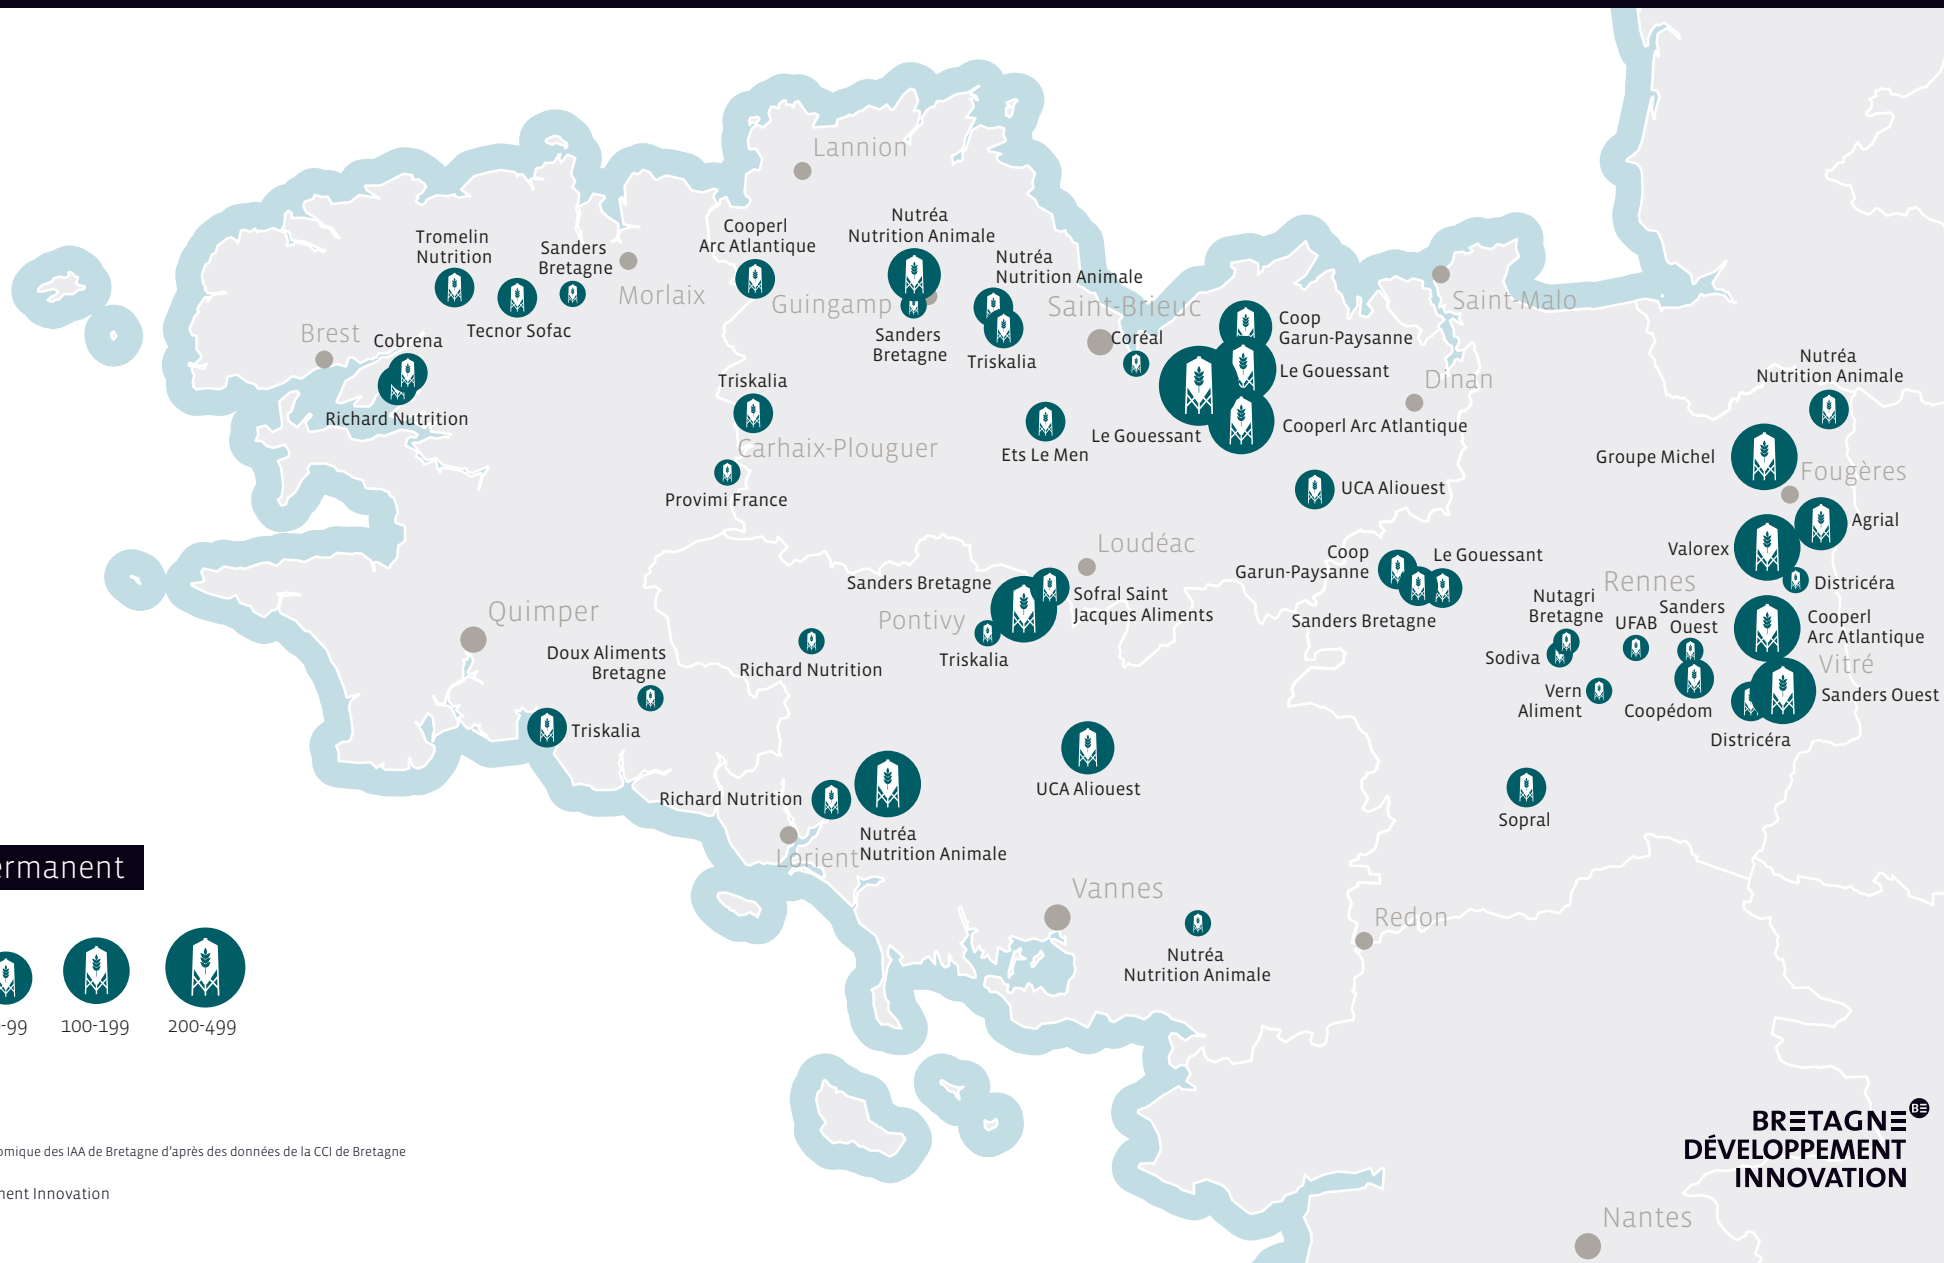 Lannion
Nutréa
Nutrition Animale
Cooperl
Arc Atlantique
Tromelin
Nutrition
Sanders
Bretagne
Nutréa
Nutrition Animale
Morlaix
Guingamp
Saint-Brieuc
Saint-Malo
Brest
Cobrena
Tecnor Sofac
Sanders
Bretagne
Triskalia
Coréal
Coop
Garun-Paysanne
Le Gouessant
Dinan
Nutréa
Nutrition Animale
Richard Nutrition
Triskalia
Carhaix-Plouguer
Ets Le Men
Le Gouessant
Cooperl Arc Atlantique
Groupe Michel
Fougères
Provimi France
UCA Aliouest
Agrial
Loudéac
Coop
Garun-Paysanne
Le Gouessant
Valorex
Sanders Bretagne
Sofral Saint
Jacques Aliments
Rennes
Districéra
Quimper
Pontivy
Sanders Bretagne
Nutagri
Bretagne
UFAB
Sanders
Ouest
Cooperl
Arc Atlantique
Doux Aliments
Bretagne
Richard Nutrition
Triskalia
Sodiva
Vitré
Vern
Aliment
Coopédom
Sanders Ouest
Triskalia
Districéra
UCA Aliouest
Richard Nutrition
Sopral
Nutréa
Nutrition Animale
Lorient
ermanent
Vannes
Redon
Nutréa
Nutrition Animale
-99
100-199
200-499
omique des IAA de Bretagne d'après des données de la CCI de Bretagne
ment Innovation
BRETAGNE
BE
DÉVELOPPEMENT
INNOVATION
Nantes